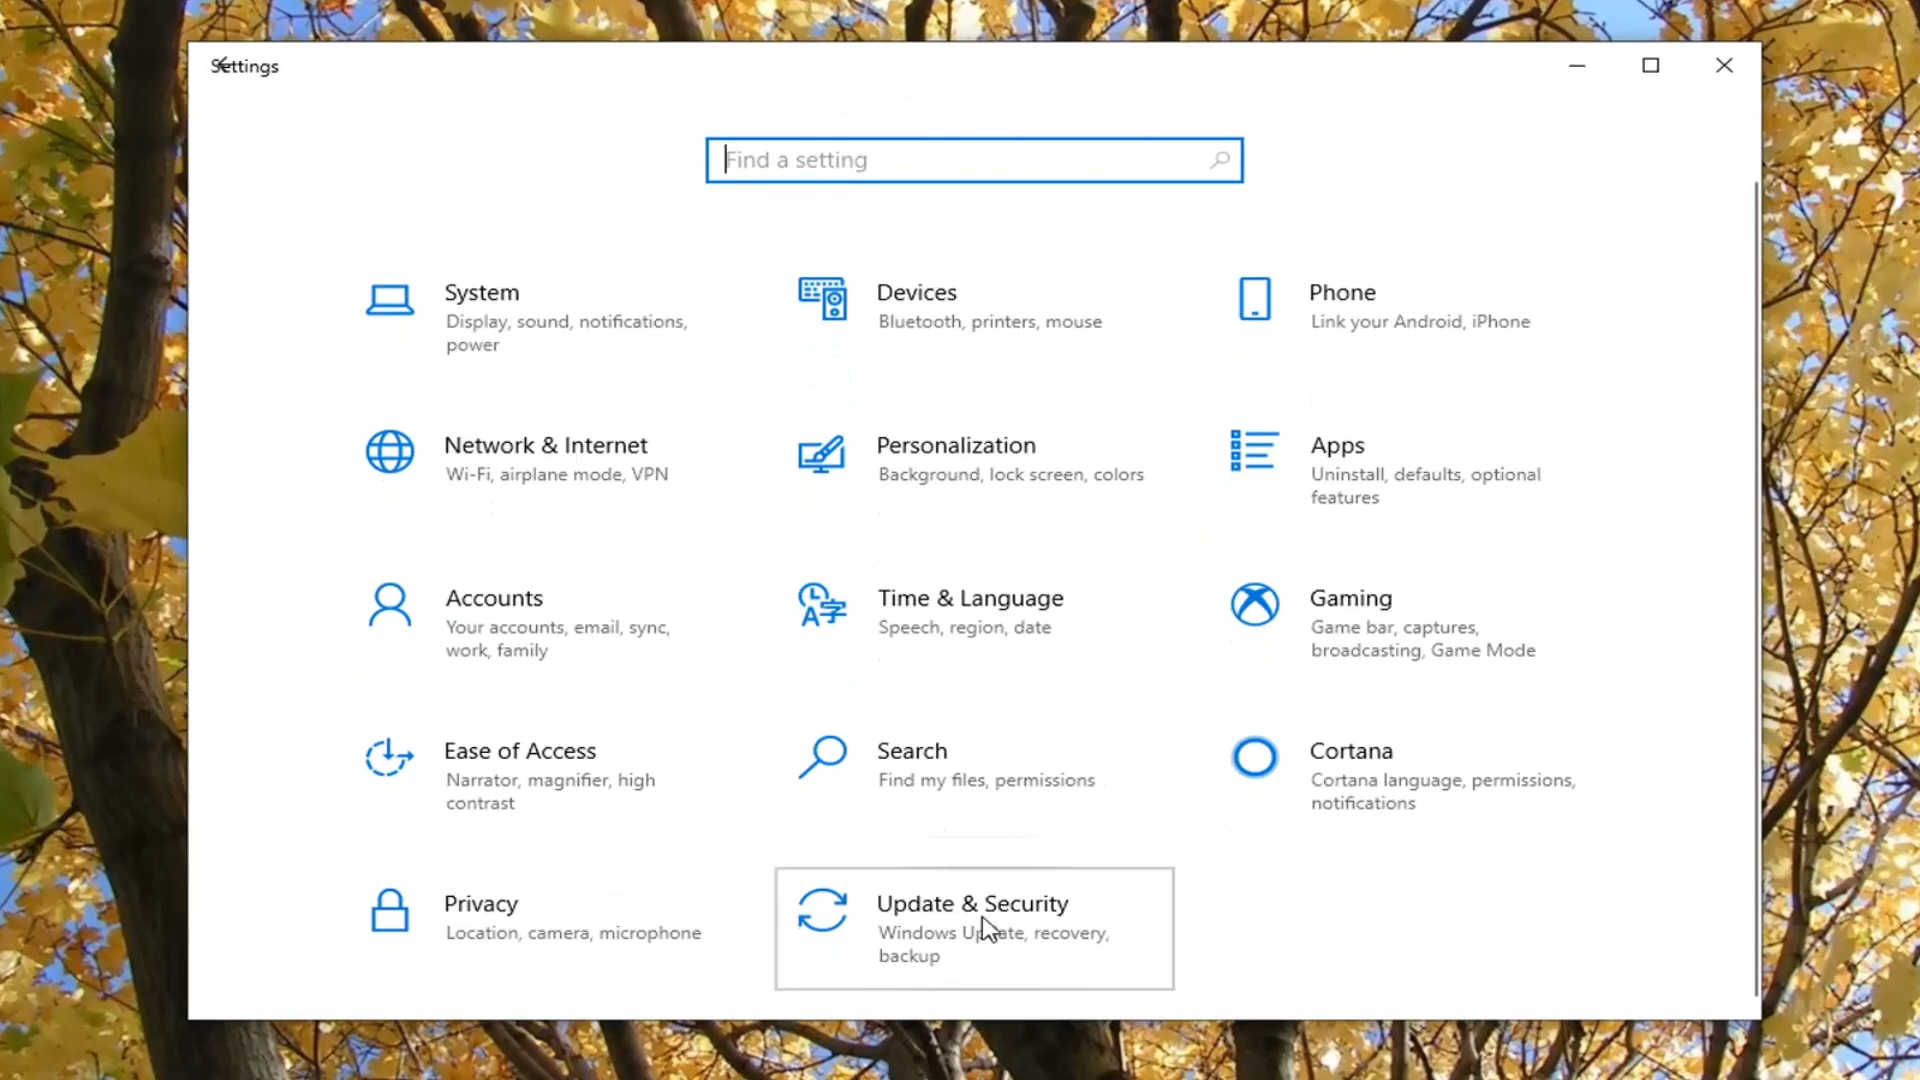 Settings
Find a setting
System
Display, sound, notifications,
power
Devices
Bluetooth, printers, mouse
Phone
Link your Android, iPhone
Network & Internet
Wi-Fi, airplane mode, VPN
Personalization
Background, lock screen, colors
Apps
Uninstall, defaults, optional
features
Accounts
Your accounts, email, sync,
work, family
Time & Language
Speech, region, date
Gaming
Game bar, captures,
broadcasting, Game Mode
Ease of Access
Narrator, magnifier, high
contrast
Search
Find my files, permissions
Cortana
Cortana language, permissions,
notifications
Privacy
Location, camera, microphone
Update & Security
Windows Update, recovery,
backup